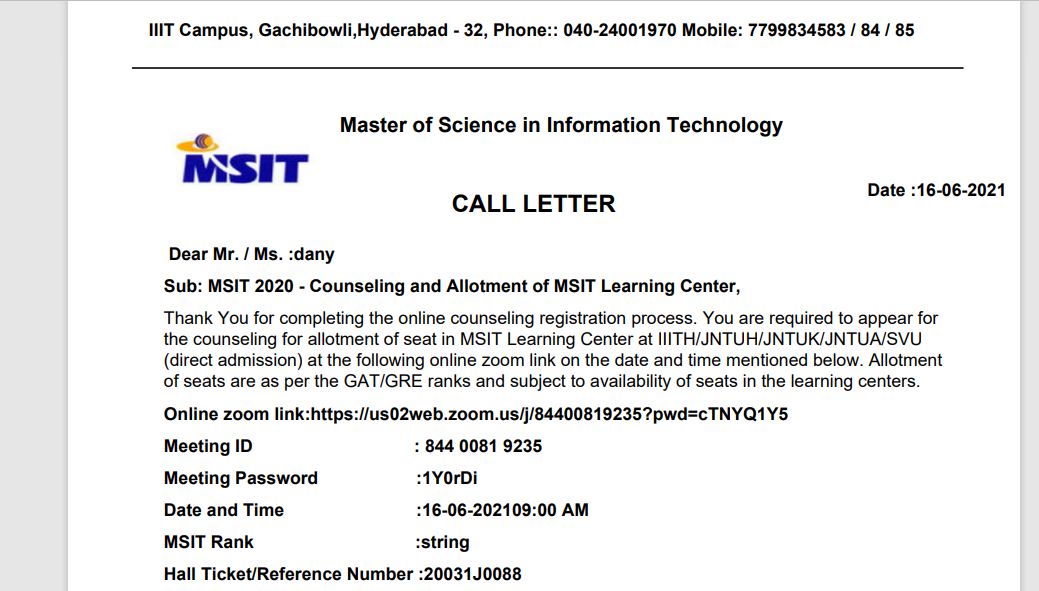 IIIT Campus, Gachibowli,Hyderabad - 32, Phone:: 040-24001970 Mobile: 7799834583 / 84 / 85
Master of Science in Information Technology
MSIT
Date :16-06-2021
CALL LETTER
Dear Mr. / Ms. :dany
Sub: MSIT 2020 - Counseling and Allotment of MSIT Learning Center,
Thank You for completing the online counseling registration process. You are required to appear for
the counseling for allotment of seat in MSIT Learning Center at IIITH/JNTUH/JNTUK/JNTUA/SVU
(direct admission) at the following online zoom link on the date and time mentioned below. Allotment
of seats are as per the GAT/GRE ranks and subject to availability of seats in the learning centers.
Online zoom link:https://us02web.zoom.us/j/84400819235?pwd=cTNYQ1Y5
Meeting ID : 844 0081 9235
Meeting Password :1Y0rDi
Date and Time :16-06-202109:00 AM
MSIT Rank :string
Hall Ticket/Reference Number :20031J0088